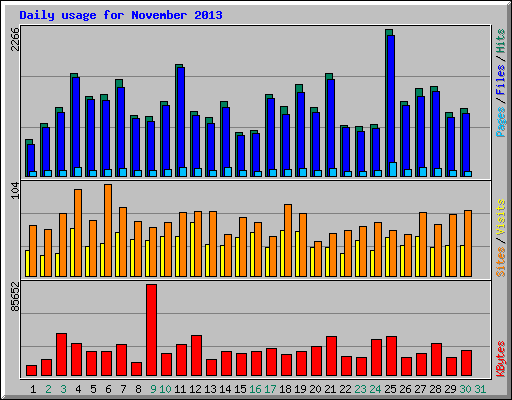 Daily usage for November 2013
2266
Pages / Files / Hits
104
Sites / Visits
85652
KBytes
1 2 3 4 5 6 7 8 9 10 11 12 13 14 15 16 17 18 19 20 21 22 23 24 25 26 27 28 29 30 31